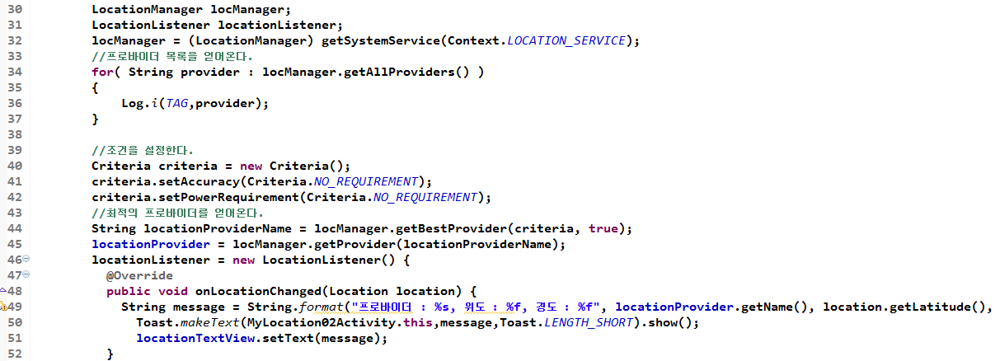 30 LocationManager locManager;
31 LocationListener locationListener;
32 locManager = (LocationManager) getSystemService(Context.LOCATION_SERVICE);
33 //프로바이더 목록을 얻어온다.
34 for( String provider : locManager.getAllProviders() )
35 {
36 Log.i(TAG,provider);
37 }
38
39 //조건을 설정한다.
40 Criteria criteria = new Criteria();
41 criteria.setAccuracy(Criteria.NO_REQUIREMENT);
42 criteria.setPowerRequirement(Criteria.NO_REQUIREMENT);
43 //최적의 프로바이더를 얻어온다.
44 String locationProviderName = locManager.getBestProvider(criteria, true);
45 locationProvider = locManager.getProvider(locationProviderName);
46 locationListener = new LocationListener() {
47 @Override
48 public void onLocationChanged(Location location) {
49 String message = String.format("프로바이더 : %s, 위도 : %f, 경도 : %f", locationProvider.getName(), location.getLatitude(),
50 Toast.makeText(MyLocation02Activity.this,message,Toast.LENGTH_SHORT).show();
51 locationTextView.setText(message);
52 }